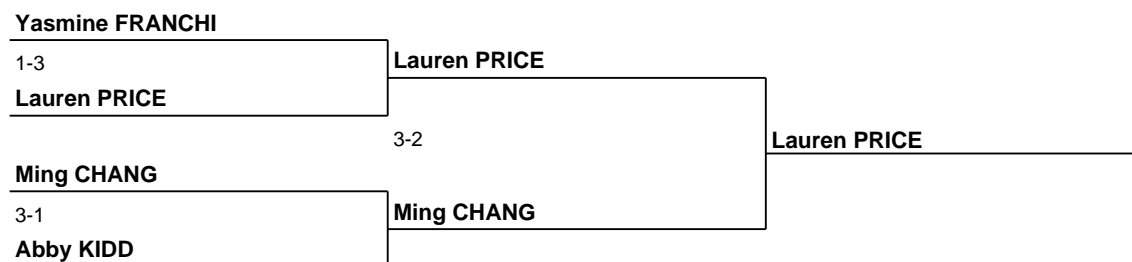 Yasmine FRANCHI
1-3
Lauren PRICE
Lauren PRICE
3-2
Lauren PRICE
Ming CHANG
3-1
Ming CHANG
Abby KIDD